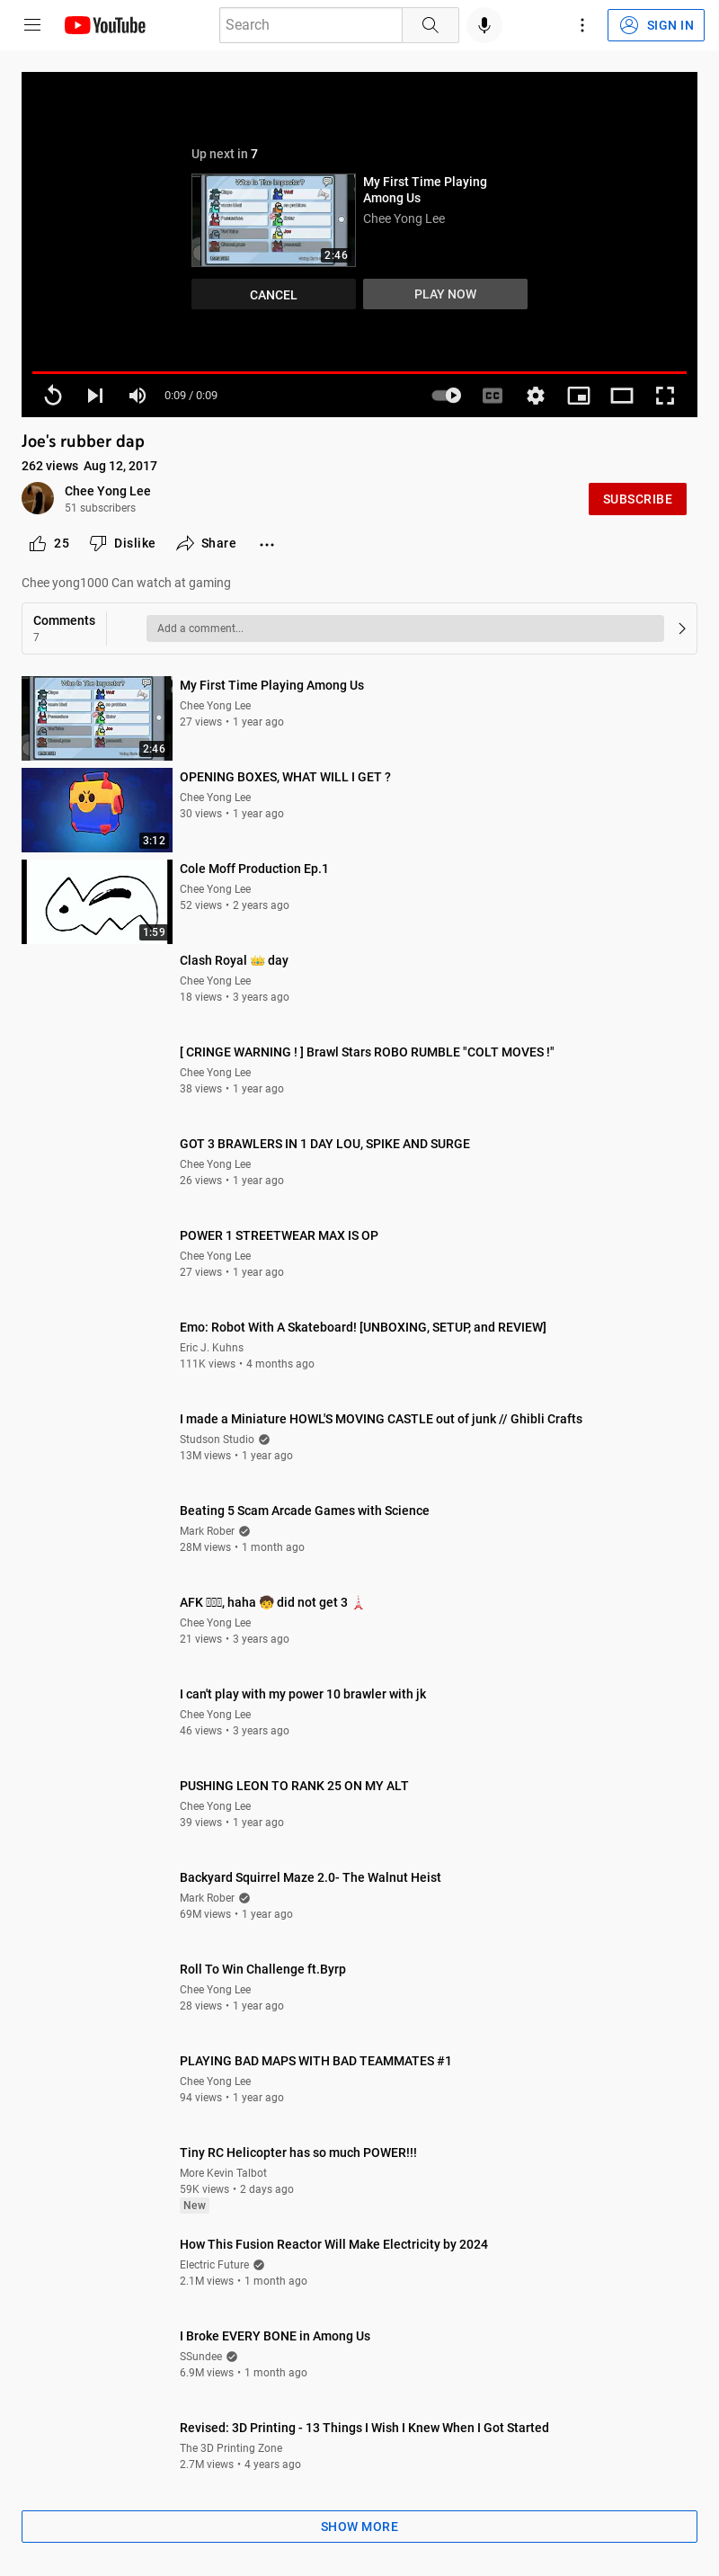 YouTube
Search
SIGN IN
Up next in 7
Who Is The Impostor?
2:46
My First Time Playing
Among Us
Chee Yong Lee
CANCEL
PLAY NOW
0:09 / 0:09
CC
Joe's rubber dap
262 views Aug 12, 2017
Chee Yong Lee
51 subscribers
SUBSCRIBE
25
Dislike
Share
Chee yong1000 Can watch at gaming
Comments
7
Add a comment...
Who Is The Impostor?
2:46
My First Time Playing Among Us
Chee Yong Lee
27 views • 1 year ago
3:12
OPENING BOXES, WHAT WILL I GET ?
Chee Yong Lee
30 views • 1 year ago
1:59
Cole Moff Production Ep.1
Chee Yong Lee
52 views • 2 years ago
Clash Royal 👑 day
Chee Yong Lee
18 views • 3 years ago
[ CRINGE WARNING ! ] Brawl Stars ROBO RUMBLE "COLT MOVES !"
Chee Yong Lee
38 views • 1 year ago
GOT 3 BRAWLERS IN 1 DAY LOU, SPIKE AND SURGE
Chee Yong Lee
26 views • 1 year ago
POWER 1 STREETWEAR MAX IS OP
Chee Yong Lee
27 views • 1 year ago
Emo: Robot With A Skateboard! [UNBOXING, SETUP, and REVIEW]
Eric J. Kuhns
111K views • 4 months ago
I made a Miniature HOWL'S MOVING CASTLE out of junk // Ghibli Crafts
Studson Studio
13M views • 1 year ago
Beating 5 Scam Arcade Games with Science
Mark Rober
28M views • 1 month ago
AFK , haha 🧒 did not get 3 🗼
Chee Yong Lee
21 views • 3 years ago
I can't play with my power 10 brawler with jk
Chee Yong Lee
46 views • 3 years ago
PUSHING LEON TO RANK 25 ON MY ALT
Chee Yong Lee
39 views • 1 year ago
Backyard Squirrel Maze 2.0- The Walnut Heist
Mark Rober
69M views • 1 year ago
Roll To Win Challenge ft.Byrp
Chee Yong Lee
28 views • 1 year ago
PLAYING BAD MAPS WITH BAD TEAMMATES #1
Chee Yong Lee
94 views • 1 year ago
Tiny RC Helicopter has so much POWER!!!
More Kevin Talbot
59K views • 2 days ago
New
How This Fusion Reactor Will Make Electricity by 2024
Electric Future
2.1M views • 1 month ago
I Broke EVERY BONE in Among Us
SSundee
6.9M views • 1 month ago
Revised: 3D Printing - 13 Things I Wish I Knew When I Got Started
The 3D Printing Zone
2.7M views • 4 years ago
SHOW MORE